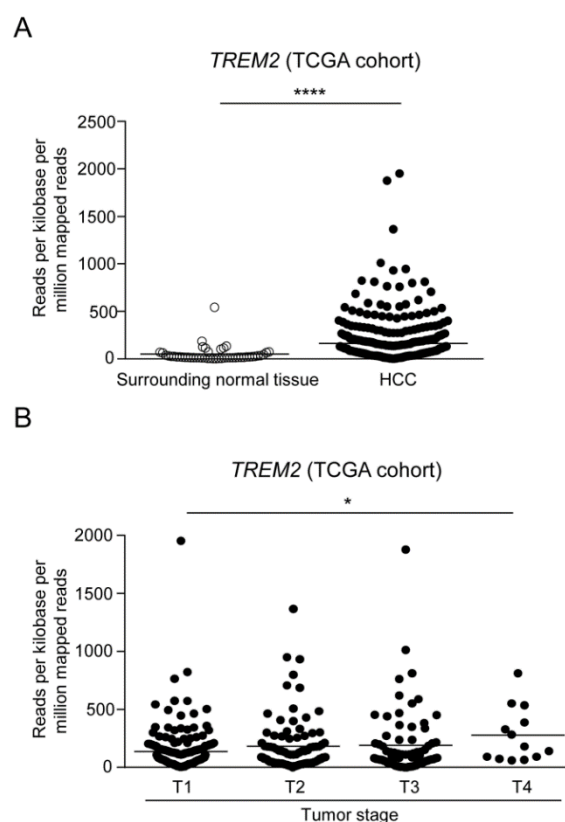 A
TREM2 (TCGA cohort)
****
Reads per kilobase per
million mapped reads
2500
2000
1500
1000
500
0
Surrounding normal tissue HCC
B
TREM2 (TCGA cohort)
*
Reads per kilobase per
million mapped reads
2000
1500
1000
500
0
T1 T2 T3 T4
Tumor stage